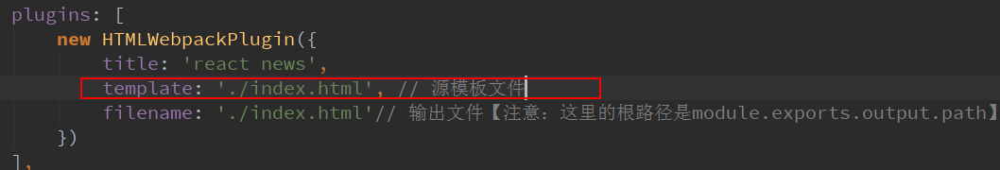 plugins: [
new HTMLWebpackPlugin({
title: 'react news',
template: './index.html', // 源模板文件
filename: './index.html'// 输出文件【注意：这里的根路径是module.exports.output.path】
})
],